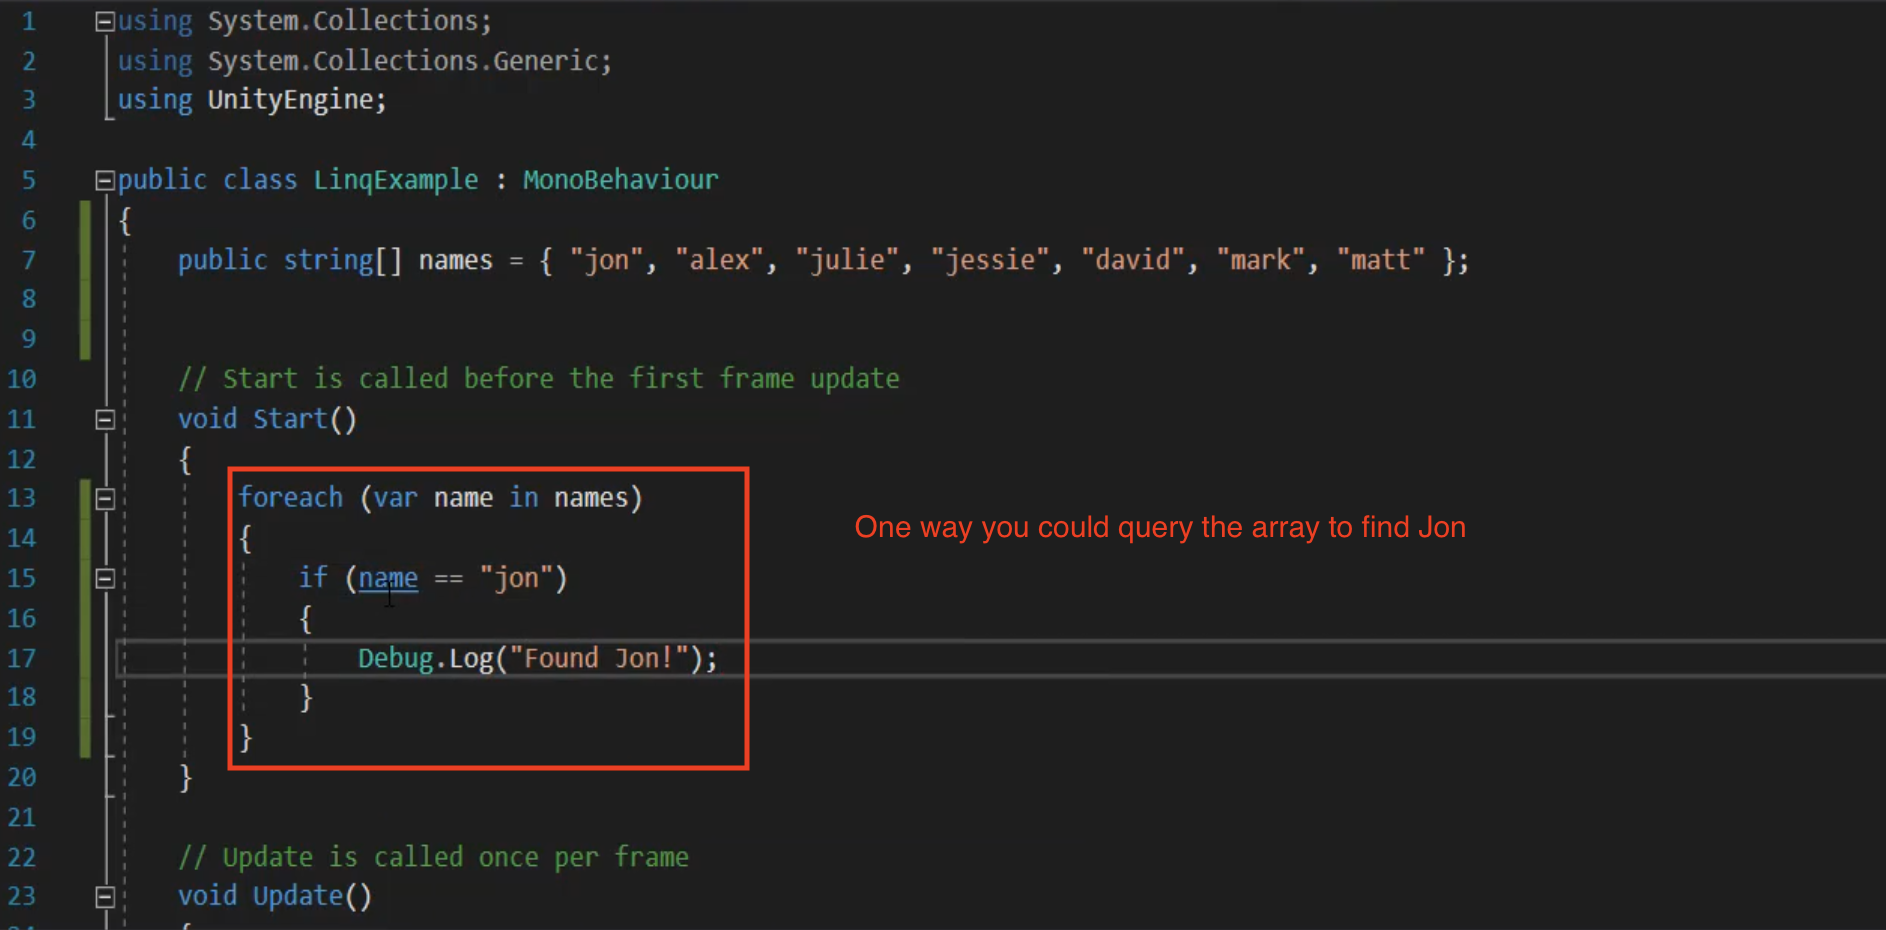 1 using System.Collections;
2 using System.Collections.Generic;
3 using UnityEngine;
4
5 public class LinqExample : MonoBehaviour
6 {
7 public string[] names = { "jon", "alex", "julie", "jessie", "david", "mark", "matt" };
8
9
10 // Start is called before the first frame update
11 void Start()
12 {
13 foreach (var name in names)
One way you could query the array to find Jon
14 {
15 if (name == "jon")
16 {
17 Debug.Log("Found Jon!");
18 }
19 }
20 }
21
22 // Update is called once per frame
23 void Update()